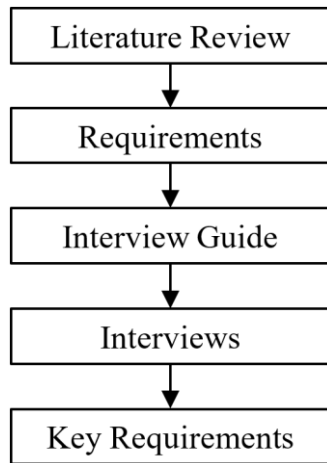 Literature Review
Requirements
Interview Guide
Interviews
Key Requirements